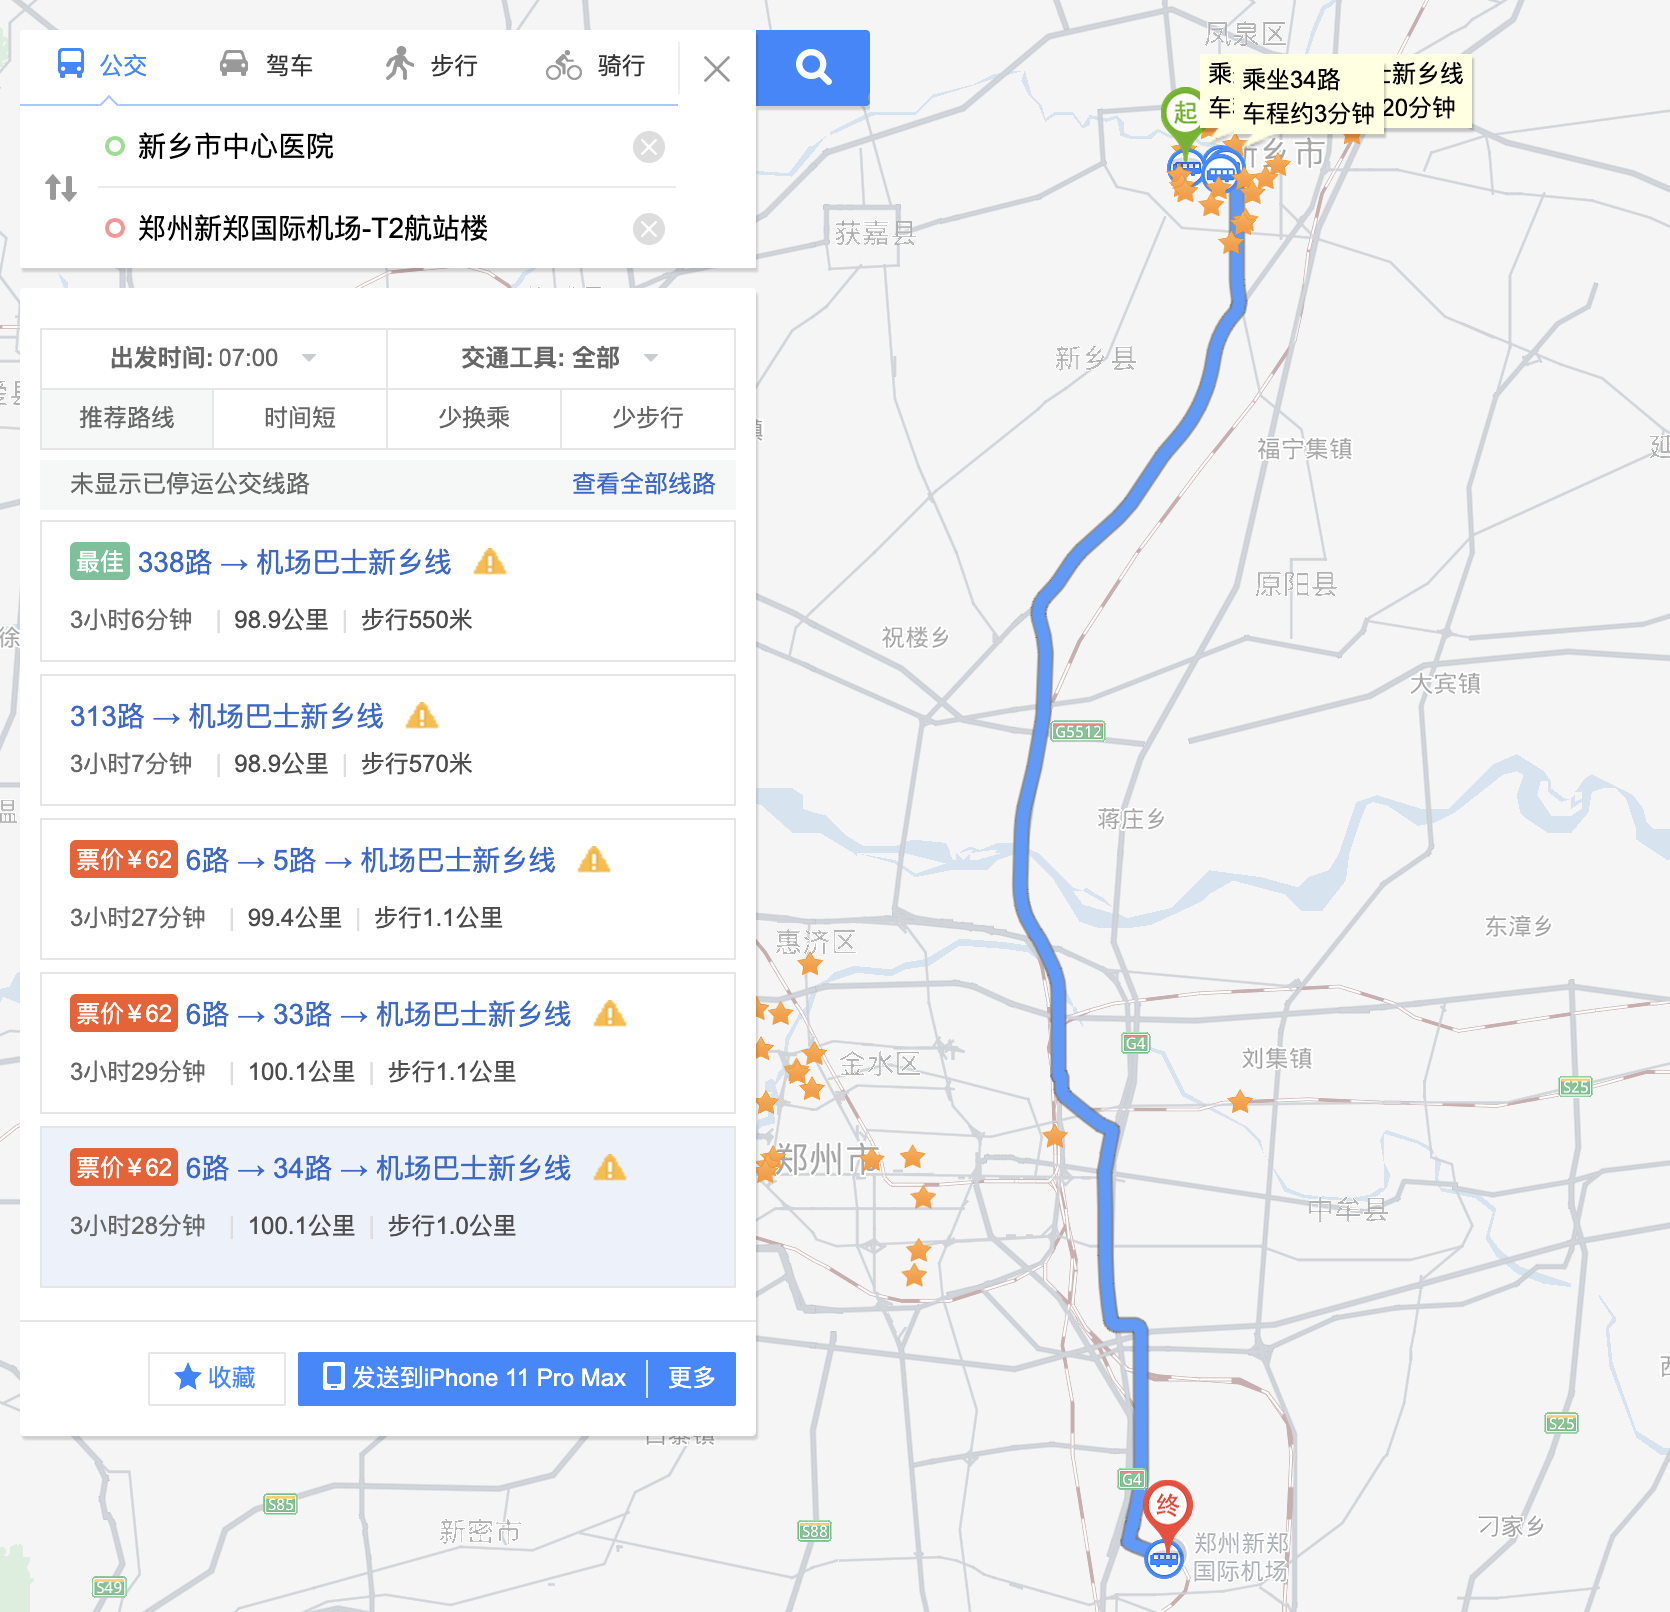 公交
驾车
步行
骑行
新乡市中心医院
郑州新郑国际机场-T2航站楼
出发时间: 07:00
交通工具: 全部
推荐路线
时间短
少换乘
少步行
未显示已停运公交线路
查看全部线路
最佳 338路 → 机场巴士新乡线
3小时6分钟 | 98.9公里 | 步行550米
313路 → 机场巴士新乡线
3小时7分钟 | 98.9公里 | 步行570米
票价¥62 6路 → 5路 → 机场巴士新乡线
3小时27分钟 | 99.4公里 | 步行1.1公里
票价¥62 6路 → 33路 → 机场巴士新乡线
3小时29分钟 | 100.1公里 | 步行1.1公里
票价¥62 6路 → 34路 → 机场巴士新乡线
3小时28分钟 | 100.1公里 | 步行1.0公里
收藏
发送到iPhone 11 Pro Max | 更多
凤泉区
乘坐34路
车程约3分钟
新乡线
20分钟
起
新乡市
获嘉县
新乡县
福宁集镇
延
原阳县
祝楼乡
大宾镇
G5512
蒋庄乡
东漳乡
惠济区
G4
刘集镇
金水区
S25
郑州市
中牟县
S25
G4
终
郑州新郑
国际机场
刁家乡
S85
新密市
S88
S49
徐
温